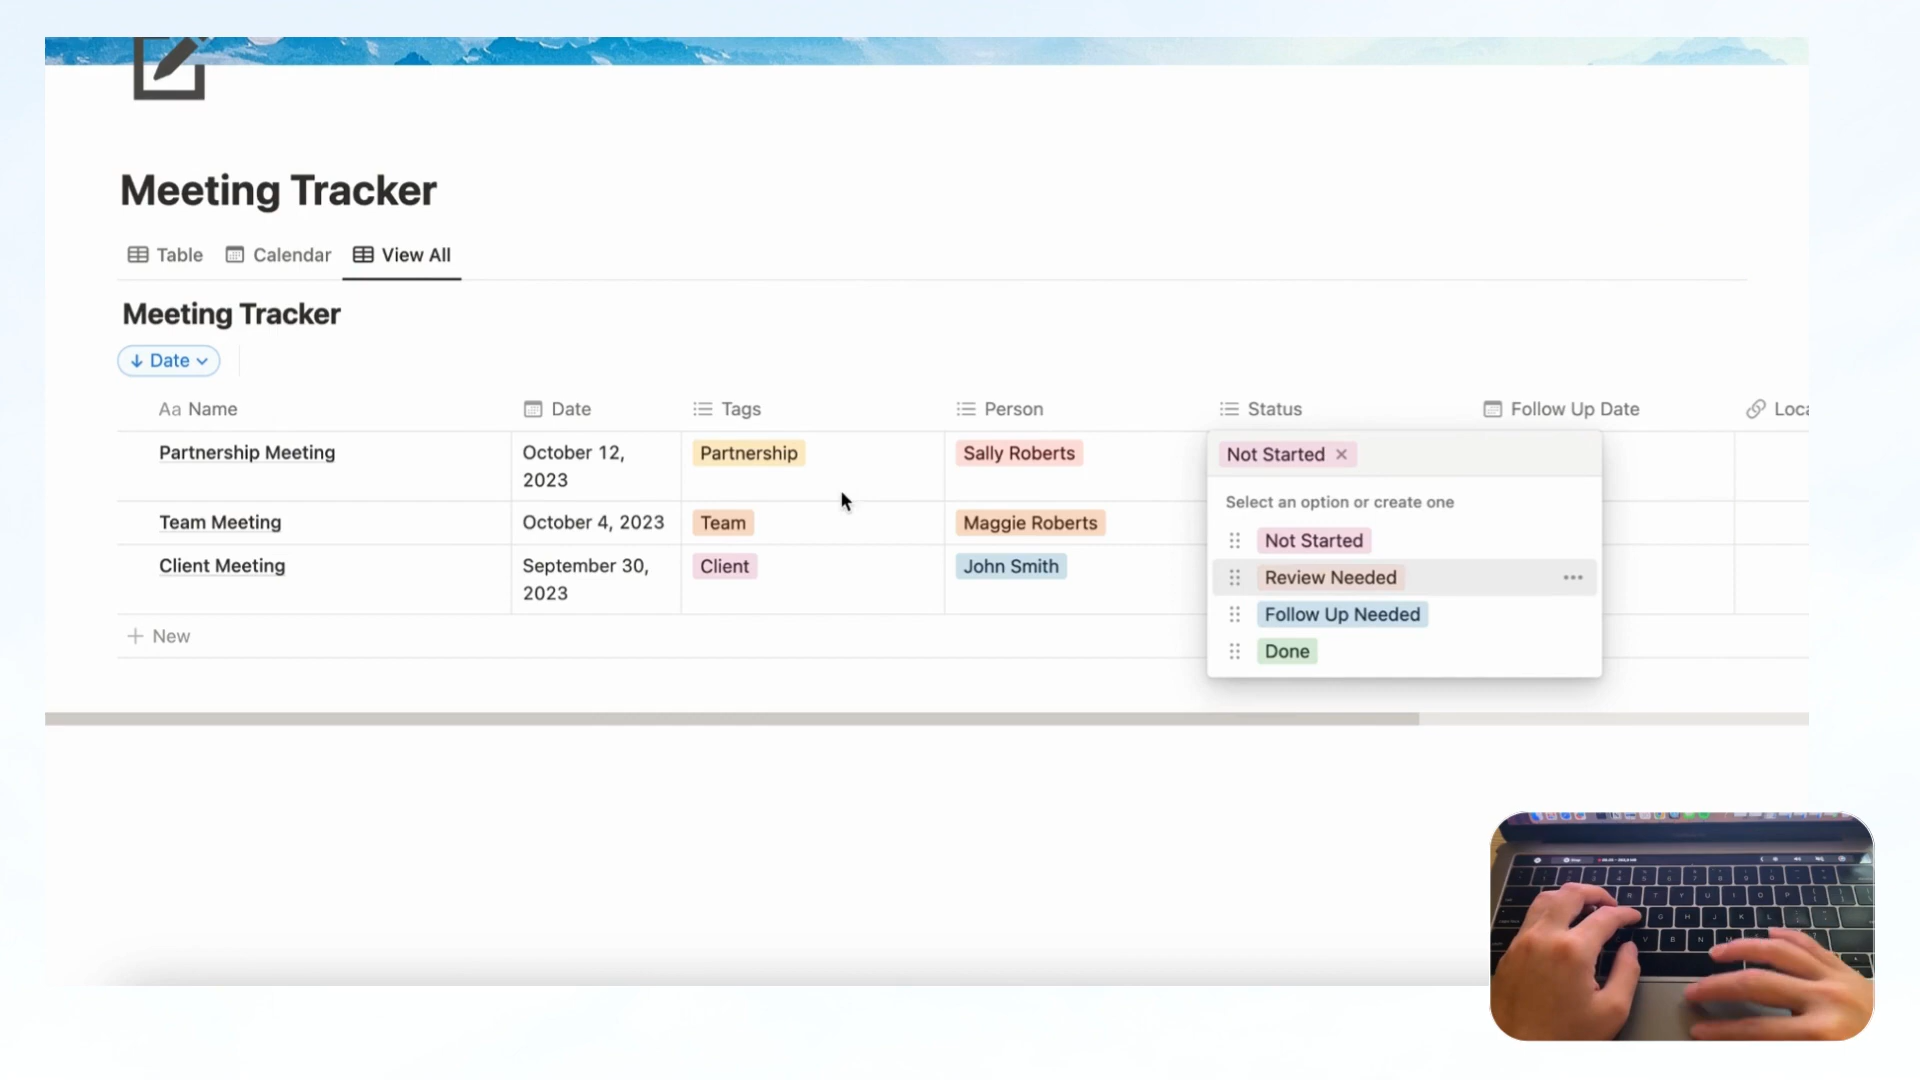 Meeting Tracker
Table Calendar View All
Meeting Tracker
Date
Aa Name Date Tags Person Status Follow Up Date Loca
Partnership Meeting October 12, 2023 Partnership Sally Roberts Not Started ×
Select an option or create one
Team Meeting October 4, 2023 Team Maggie Roberts
Not Started
Client Meeting September 30, 2023 Client John Smith
Review Needed
Follow Up Needed
+ New
Done